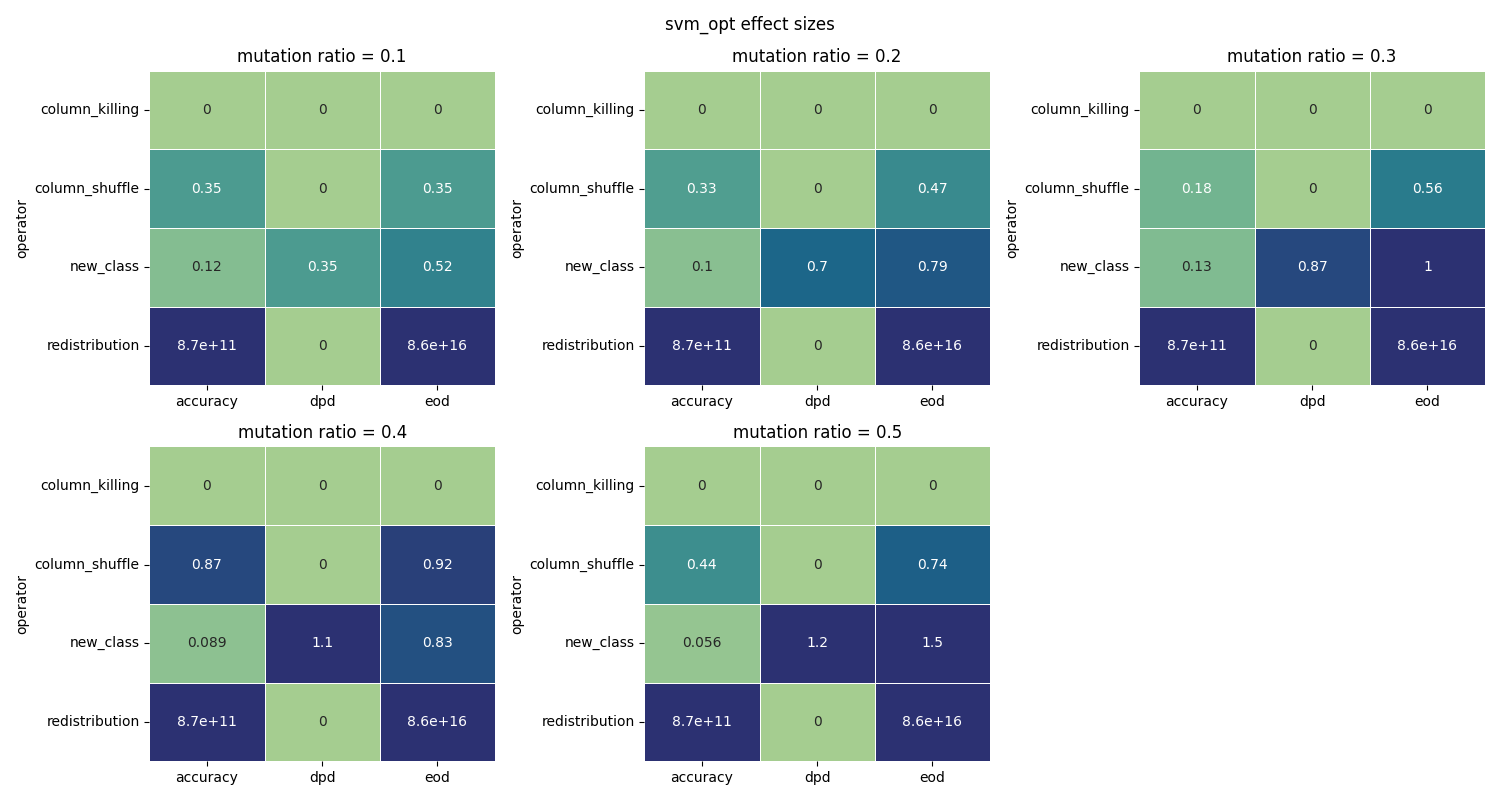 svm_opt effect sizes
mutation ratio = 0.1
column_killing 0 0 0
column_shuffle 0.35 0 0.35
new_class 0.12 0.35 0.52
redistribution 8.7e+11 0 8.6e+16
operator
accuracy dpd eod
mutation ratio = 0.2
column_killing 0 0 0
column_shuffle 0.33 0 0.47
new_class 0.1 0.7 0.79
redistribution 8.7e+11 0 8.6e+16
operator
accuracy dpd eod
mutation ratio = 0.3
column_killing 0 0 0
column_shuffle 0.18 0 0.56
new_class 0.13 0.87 1
redistribution 8.7e+11 0 8.6e+16
operator
accuracy dpd eod
mutation ratio = 0.4
column_killing 0 0 0
column_shuffle 0.87 0 0.92
new_class 0.089 1.1 0.83
redistribution 8.7e+11 0 8.6e+16
operator
accuracy dpd eod
mutation ratio = 0.5
column_killing 0 0 0
column_shuffle 0.44 0 0.74
new_class 0.056 1.2 1.5
redistribution 8.7e+11 0 8.6e+16
operator
accuracy dpd eod